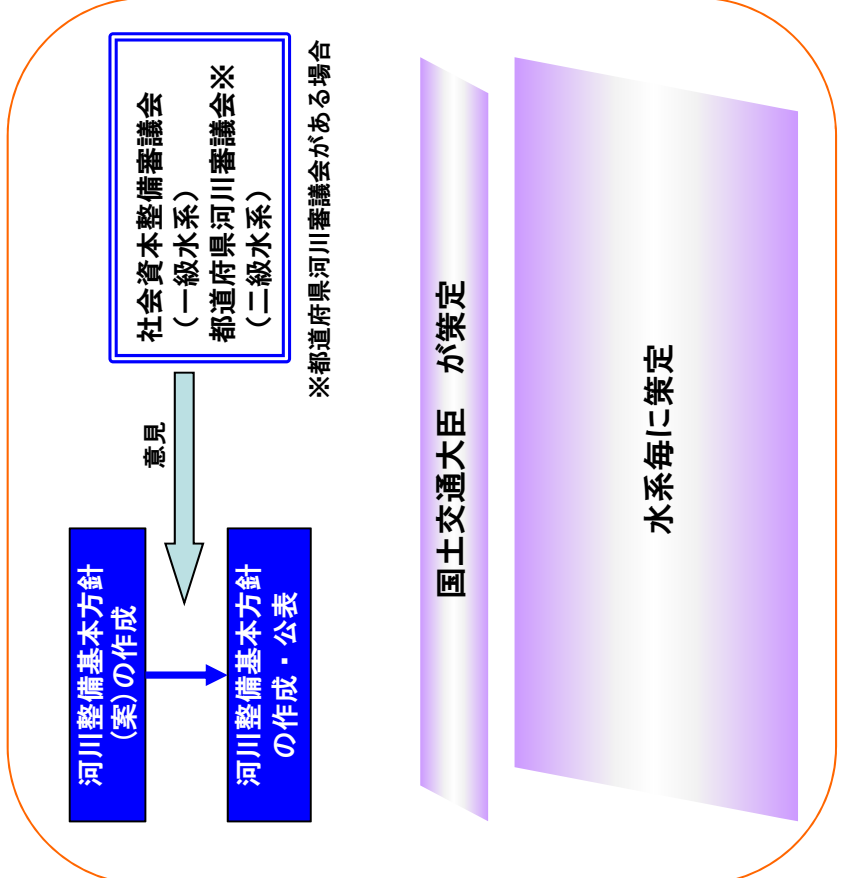 河川整備基本方針
(案)の作成
河川整備基本方針
の作成・公表
意見
社会資本整備審議会
(一級水系)
都道府県河川審議会※
(二級水系)
※都道府県河川審議会がある場合
国土交通大臣　が策定
水系毎に策定